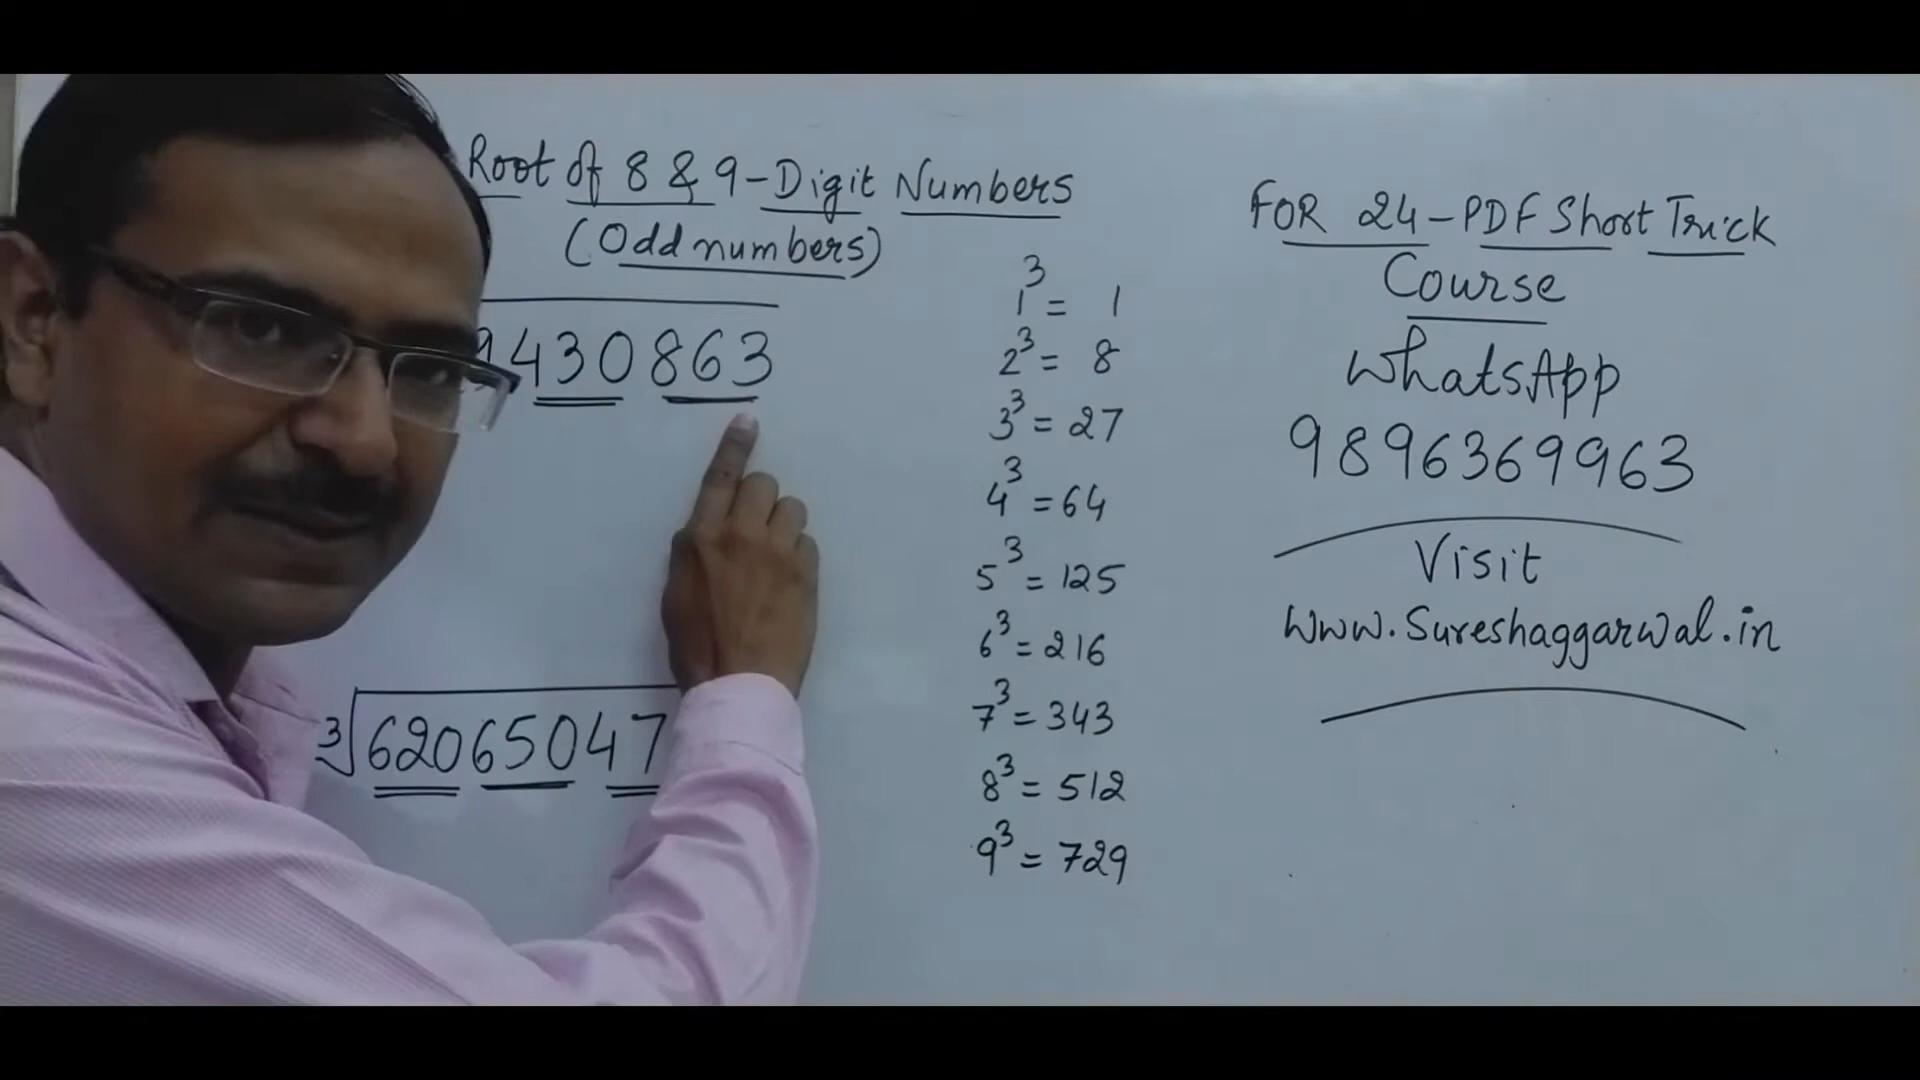 Root of 8 & 9-Digit Numbers
(Odd numbers)
9430863
3√62065047
1³ = 1
2³ = 8
3³ = 27
4³ = 64
5³ = 125
6³ = 216
7³ = 343
8³ = 512
9³ = 729
FOR 24-PDF Short Trick
Course
WhatsApp
9896369963
Visit
www.Sureshaggarwal.in